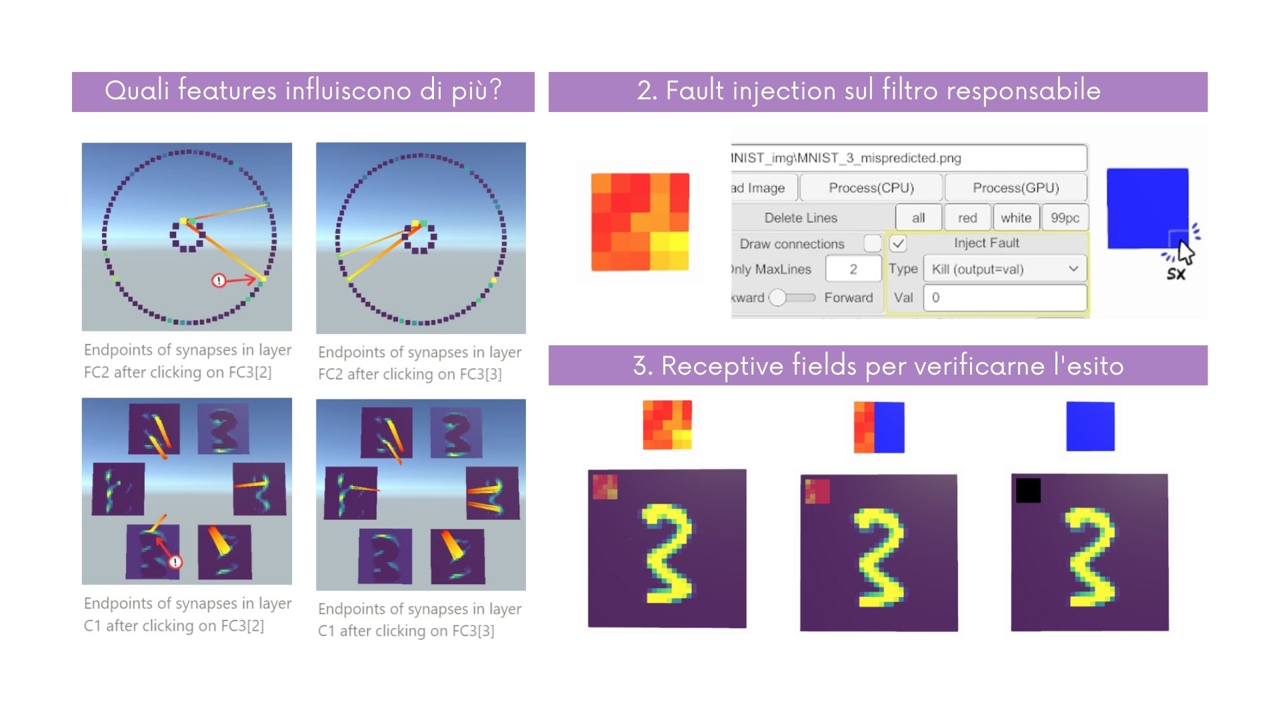 Quali features influiscono di più?
Endpoints of synapses in layer
FC2 after clicking on FC3[2]
Endpoints of synapses in layer
FC2 after clicking on FC3[3]
Endpoints of synapses in layer
C1 after clicking on FC3[2]
Endpoints of synapses in layer
C1 after clicking on FC3[3]
2. Fault injection sul filtro responsabile
MNIST_img\MNIST_3_mispredicted.png
ad Image Process(CPU) Process(GPU)
Delete Lines all red white 99pc
Draw connections Inject Fault
Only MaxLines 2 Type Kill (output=val)
kward Forward Val 0
sx
3. Receptive fields per verificarne l'esito